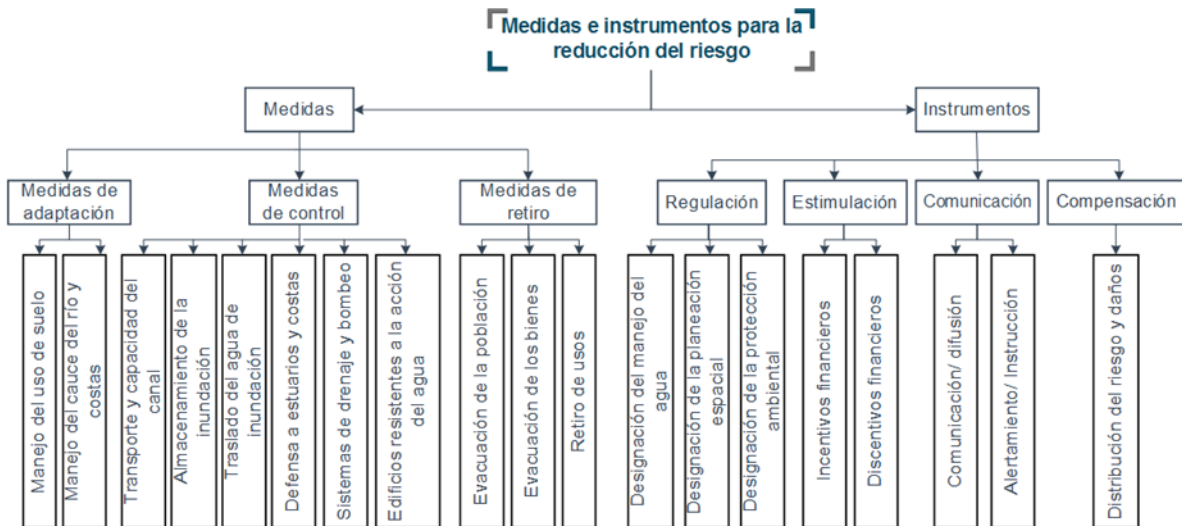 Medidas e instrumentos para la
reducción del riesgo
Medidas
Instrumentos
Medidas de
adaptación
Medidas
de control
Medidas de
retiro
Regulación
Estimulación
Comunicación
Compensación
Manejo del uso de suelo
Manejo del cauce del río y
costas
Transporte y capacidad del
canal
Almacenamiento de la
inundación
Traslado del agua de
inundación
Defensa a estuarios y costas
Sistemas de drenaje y bombeo
Edificios resistentes a la acción
del agua
Evacuación de la población
Evacuación de los bienes
Retiro de usos
Designación del manejo del
agua
Designación de la planeación
espacial
Designación de la protección
ambiental
Incentivos financieros
Discentivos financieros
Comunicación/ difusión
Alertamiento/ Instrucción
Distribución del riesgo y daños